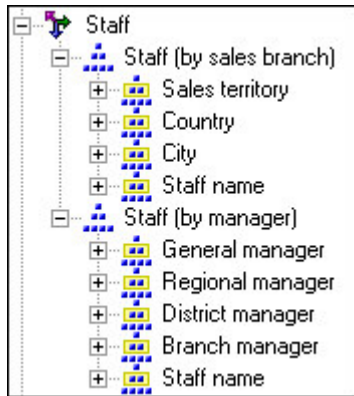 Staff
Staff (by sales branch)
Sales territory
Country
City
Staff name
Staff (by manager)
General manager
Regional manager
District manager
Branch manager
Staff name